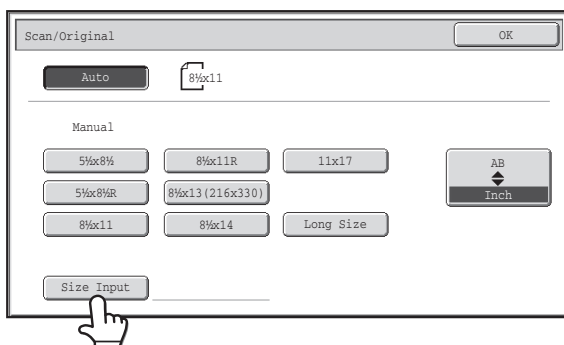 Scan/Original OK
Auto 8½x11
Manual
5½x8½ 8½x11R 11x17 AB
5½x8½R 8½x13(216x330) Inch
8½x11 8½x14 Long Size
Size Input